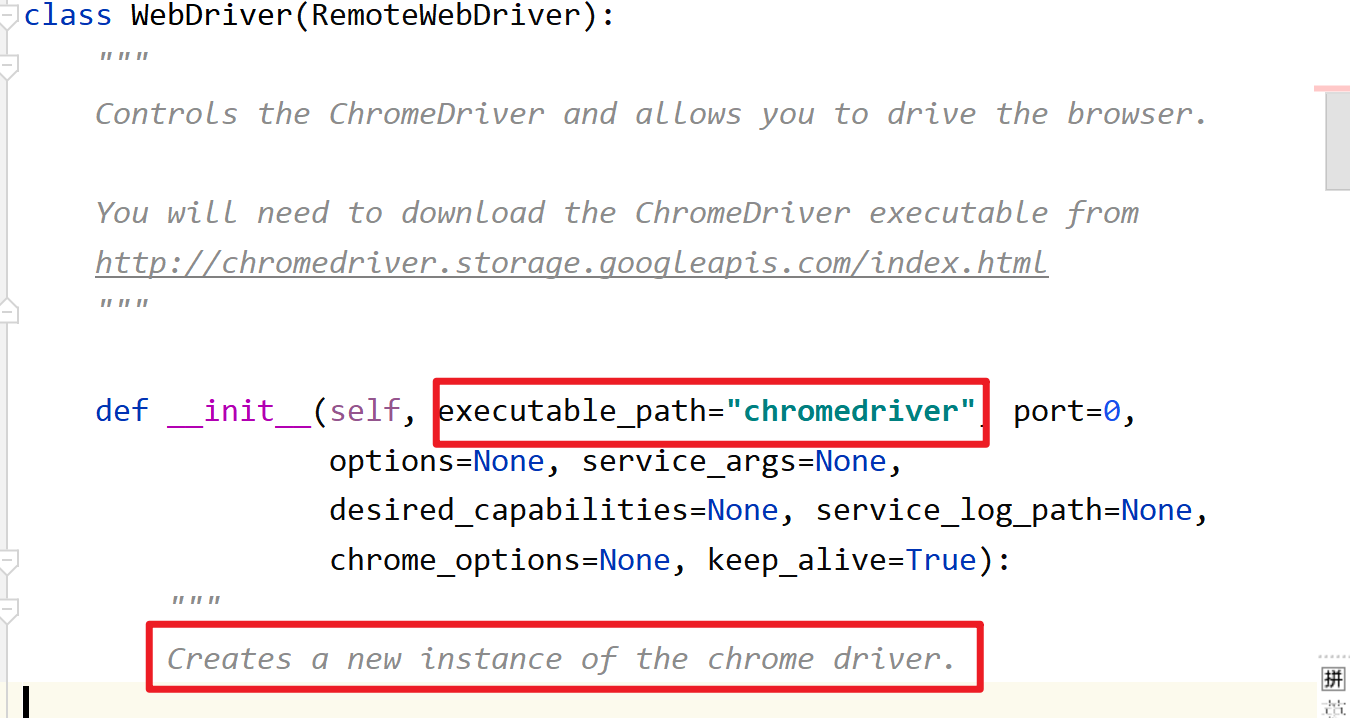 class WebDriver(RemoteWebDriver):
"""
Controls the ChromeDriver and allows you to drive the browser.
You will need to download the ChromeDriver executable from
http://chromedriver.storage.googleapis.com/index.html
"""
def __init__(self, executable_path="chromedriver", port=0,
options=None, service_args=None,
desired_capabilities=None, service_log_path=None,
chrome_options=None, keep_alive=True):
"""
Creates a new instance of the chrome driver.
拼
英